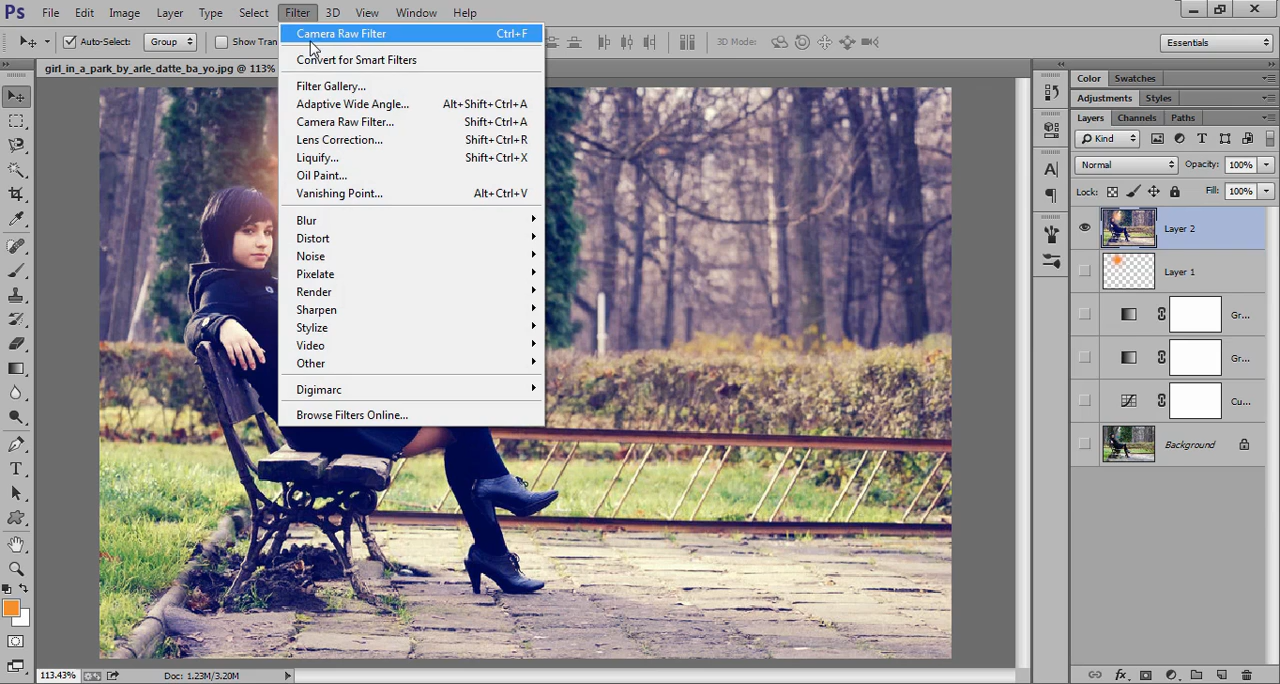 Ps File Edit Image Layer Type Select Filter 3D View Window Help
Auto-Select: Group Show Tran 3D Mode: Essentials
girl_in_a_park_by_arle_datte_ba_yo.jpg @ 113%
Camera Raw Filter Ctrl+F
Convert for Smart Filters
Filter Gallery...
Adaptive Wide Angle... Alt+Shift+Ctrl+A
Camera Raw Filter... Shift+Ctrl+A
Lens Correction... Shift+Ctrl+R
Liquify... Shift+Ctrl+X
Oil Paint...
Vanishing Point... Alt+Ctrl+V
Blur
Distort
Noise
Pixelate
Render
Sharpen
Stylize
Video
Other
Digimarc
Browse Filters Online...
Color Swatches
Adjustments Styles
Layers Channels Paths
Kind
Normal Opacity: 100%
Lock: Fill: 100%
Layer 2
Layer 1
Gr...
Gr...
Cu...
Background
113.43% Doc: 1.23M/3.20M